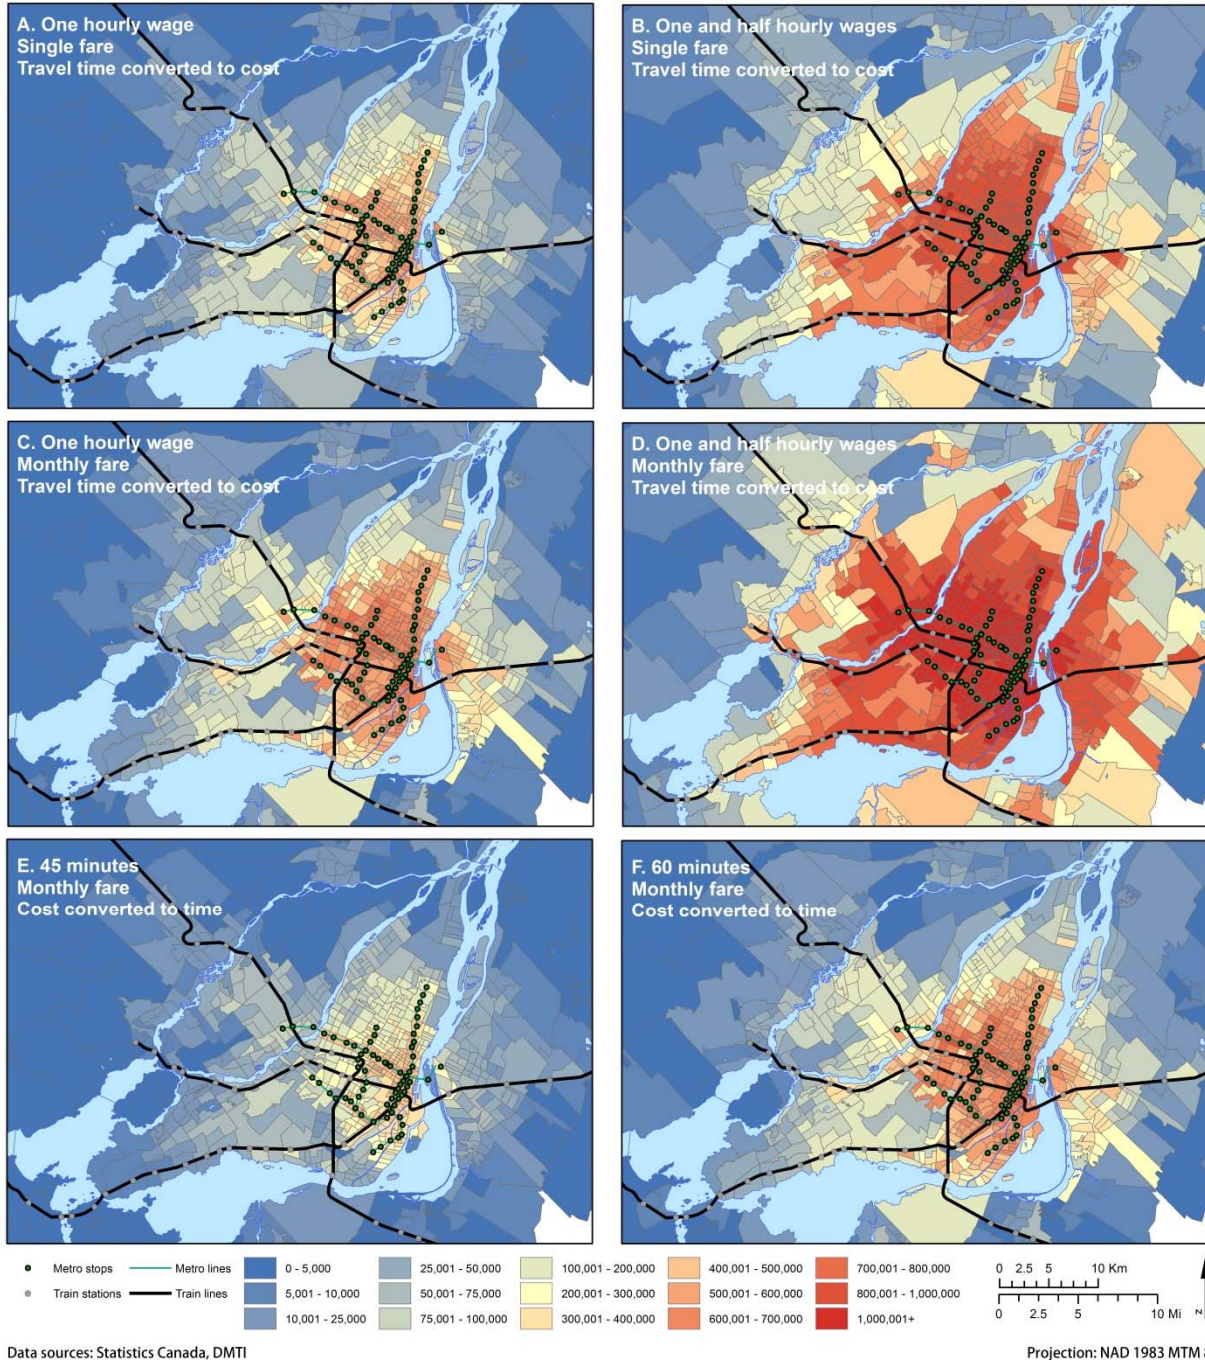 A. One hourly wage
Single fare
Travel time converted to cost
B. One and half hourly wages
Single fare
Travel time converted to cost
C. One hourly wage
Monthly fare
Travel time converted to cost
D. One and half hourly wages
Monthly fare
Travel time converted to cost
E. 45 minutes
Monthly fare
Cost converted to time
F. 60 minutes
Monthly fare
Cost converted to time
Metro stops
Metro lines
Train stations
Train lines
0 - 5,000
5,001 - 10,000
10,001 - 25,000
25,001 - 50,000
50,001 - 75,000
75,001 - 100,000
100,001 - 200,000
200,001 - 300,000
300,001 - 400,000
400,001 - 500,000
500,001 - 600,000
600,001 - 700,000
700,001 - 800,000
800,001 - 1,000,000
1,000,001+
0 2.5 5 10 Km
0 2.5 5 10 Mi
N
Data sources: Statistics Canada, DMTI
Projection: NAD 1983 MTM